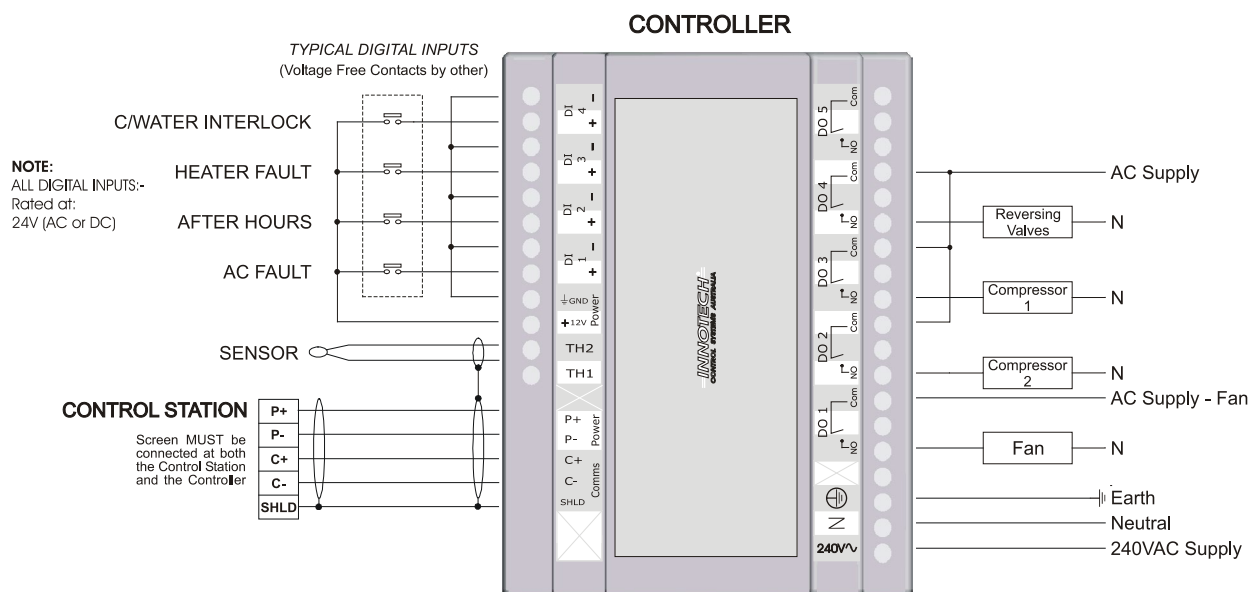 CONTROLLER
TYPICAL DIGITAL INPUTS
(Voltage Free Contacts by other)
C/WATER INTERLOCK
HEATER FAULT
AFTER HOURS
AC FAULT
NOTE:
ALL DIGITAL INPUTS:-
Rated at:
24V (AC or DC)
SENSOR
CONTROL STATION
Screen MUST be
connected at both
the Control Station
and the Controller
P+
P-
C+
C-
SHLD
DI 4
-
+
DI 3
-
+
DI 2
-
+
DI 1
-
+
GND
+12V
Power
TH2
TH1
P+
P-
Power
C+
C-
Comms
SHLD
INNOTECH
CONTROL SYSTEMS AUSTRALIA
DO 5
Com
NO
DO 4
Com
NO
DO 3
Com
NO
DO 2
Com
NO
DO 1
Com
NO
N
240V~
AC Supply
Reversing
Valves
N
Compressor
1
N
Compressor
2
N
AC Supply - Fan
Fan
N
Earth
Neutral
240VAC Supply